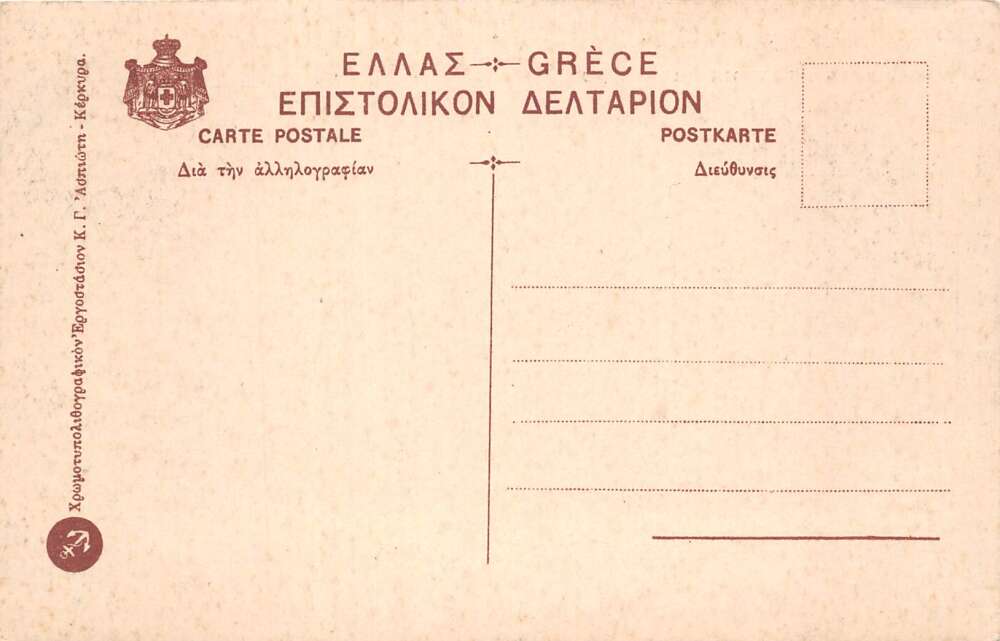 ΕΛΛΑΣ GRÈCE
ΕΠΙΣΤΟΛΙΚΟΝ ΔΕΛΤΑΡΙΟΝ
CARTE POSTALE POSTKARTE
Διὰ τὴν ἀλληλογραφίαν Διεύθυνσις
Χρωμοτυπολιθογραφικὸν Ἐργοστάσιον Κ. Γ. Ἀσπιώτη - Κέρκυρα.